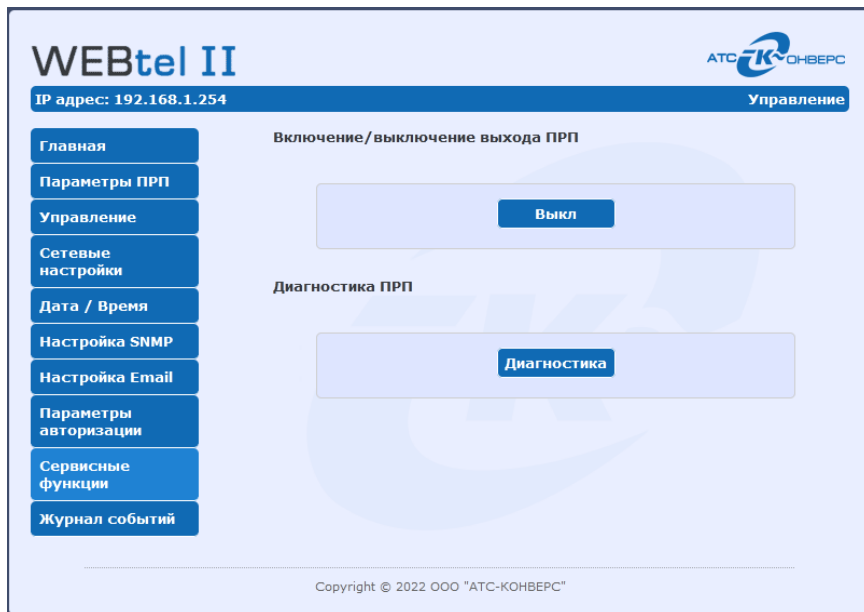 WEBtel II
АТС КОНВЕРС
IP адрес: 192.168.1.254
Управление
Главная
Параметры ПРП
Управление
Сетевые
настройки
Дата / Время
Настройка SNMP
Настройка Email
Параметры
авторизации
Сервисные
функции
Журнал событий
Включение/выключение выхода ПРП
Выкл
Диагностика ПРП
Диагностика
Copyright © 2022 ООО "АТС-КОНВЕРС"